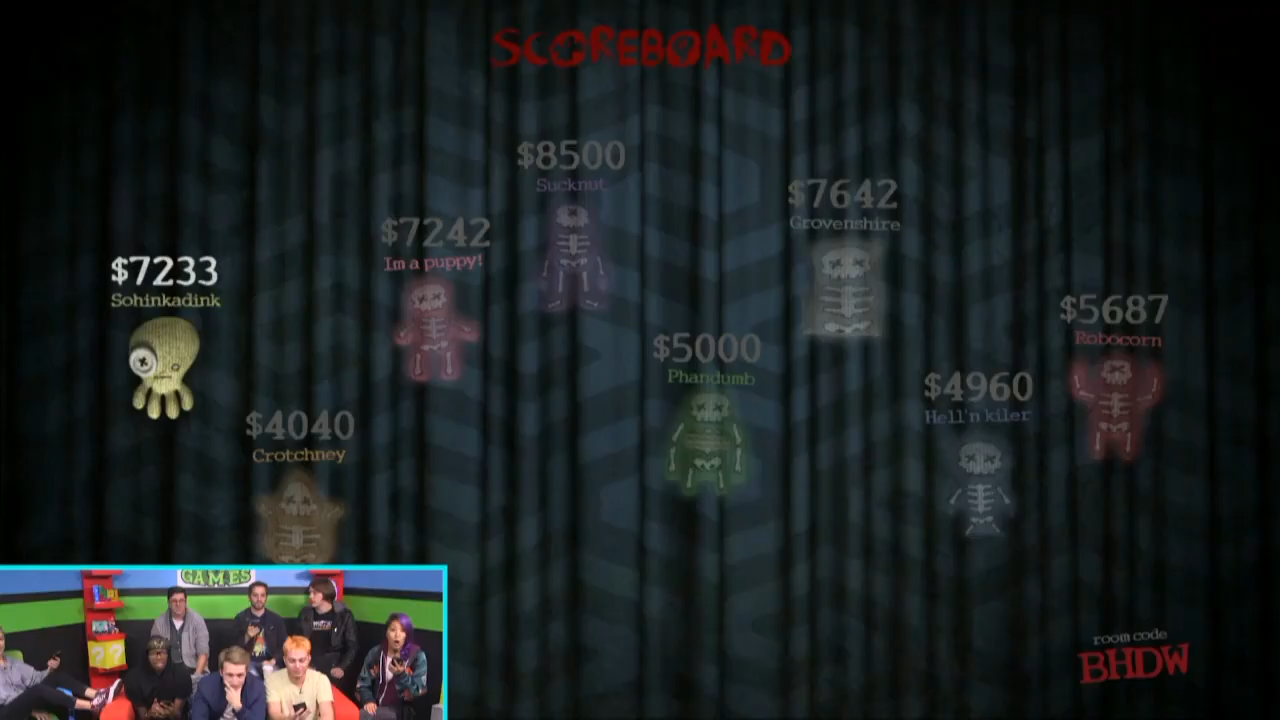 SCOREBOARD
$8500
Sucknut
$7642
Grovenshire
$7242
Im a puppy!
$7233
Sohinkadink
$5687
Robocorn
$5000
Phandumb
$4960
Hell'n kiler
$4040
Crotchney
GAMES
??
room code
BHDW